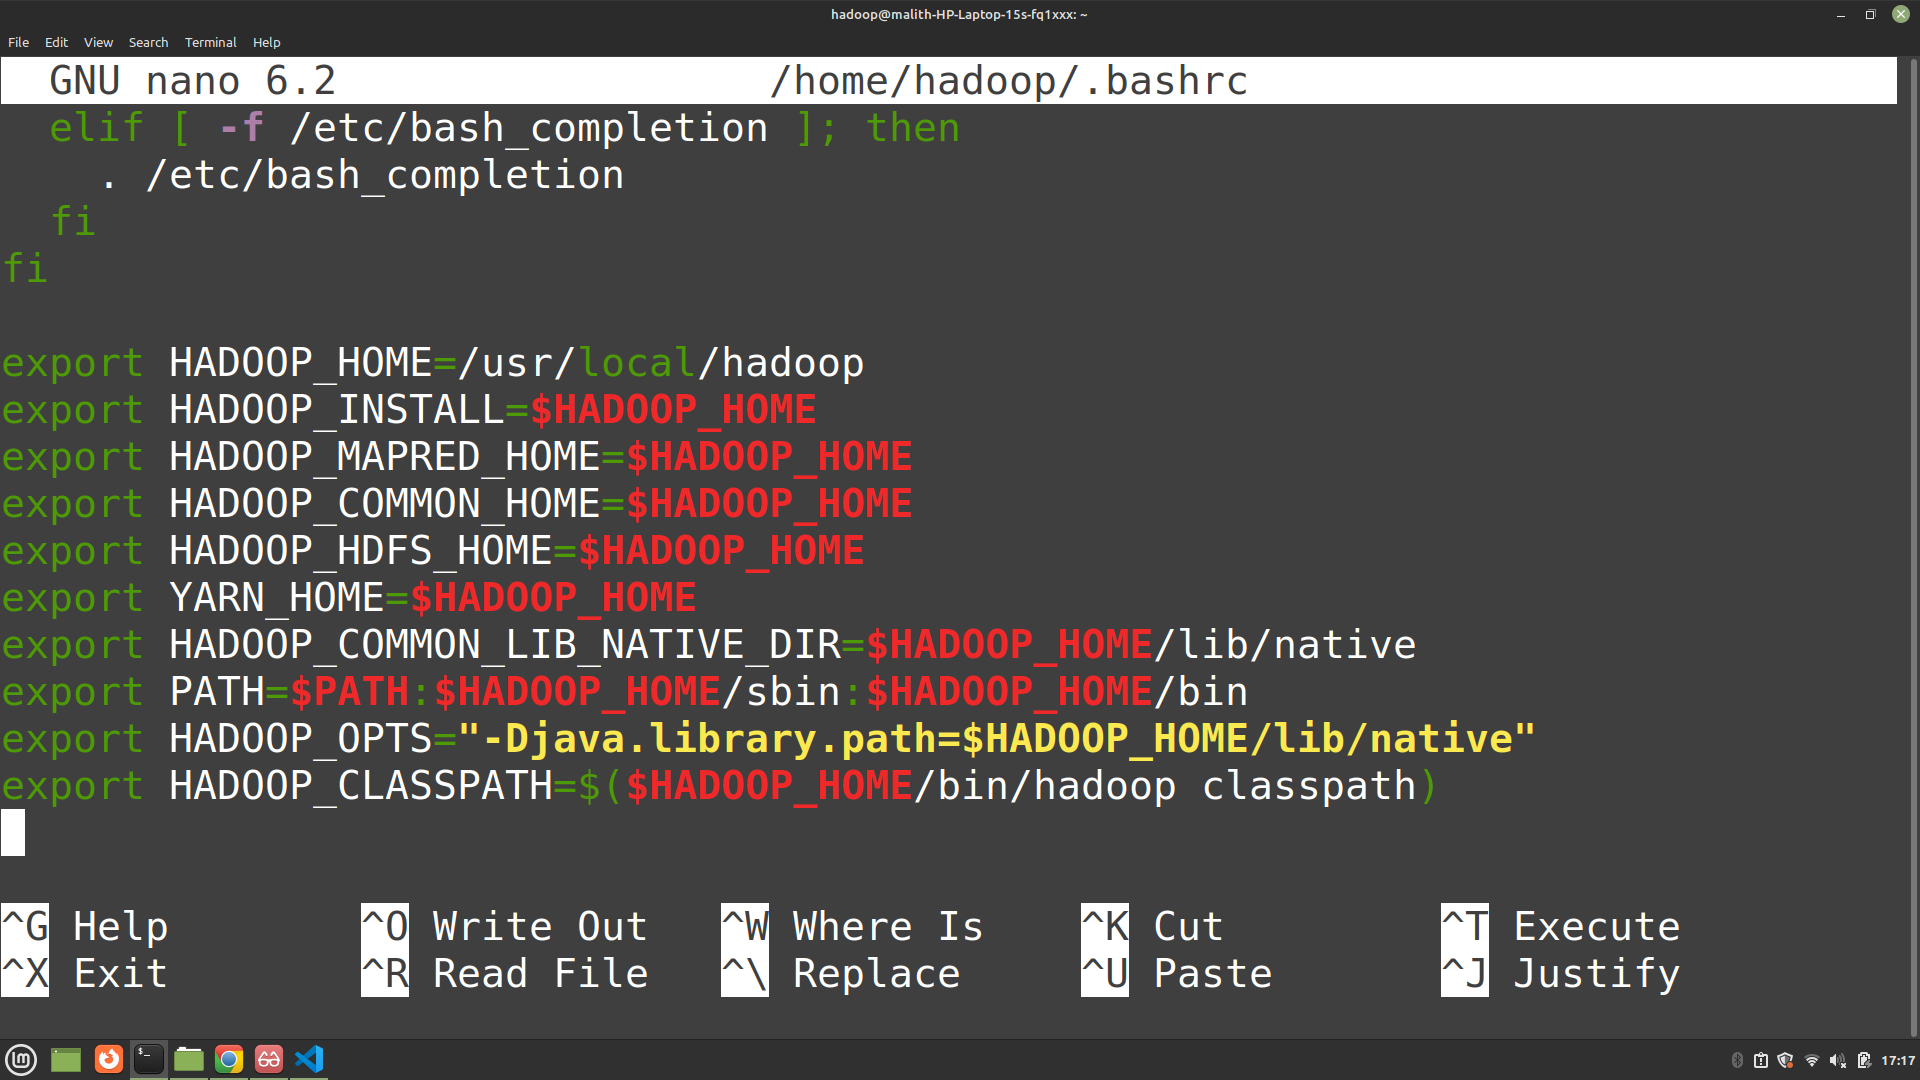 hadoop@malith-HP-Laptop-15s-fq1xxx: ~
File Edit View Search Terminal Help
GNU nano 6.2 /home/hadoop/.bashrc
elif [ -f /etc/bash_completion ]; then
. /etc/bash_completion
fi
fi
export HADOOP_HOME=/usr/local/hadoop
export HADOOP_INSTALL=$HADOOP_HOME
export HADOOP_MAPRED_HOME=$HADOOP_HOME
export HADOOP_COMMON_HOME=$HADOOP_HOME
export HADOOP_HDFS_HOME=$HADOOP_HOME
export YARN_HOME=$HADOOP_HOME
export HADOOP_COMMON_LIB_NATIVE_DIR=$HADOOP_HOME/lib/native
export PATH=$PATH:$HADOOP_HOME/sbin:$HADOOP_HOME/bin
export HADOOP_OPTS="-Djava.library.path=$HADOOP_HOME/lib/native"
export HADOOP_CLASSPATH=$($HADOOP_HOME/bin/hadoop classpath)
^G Help ^O Write Out ^W Where Is ^K Cut ^T Execute
^X Exit ^R Read File ^\ Replace ^U Paste ^J Justify
17:17